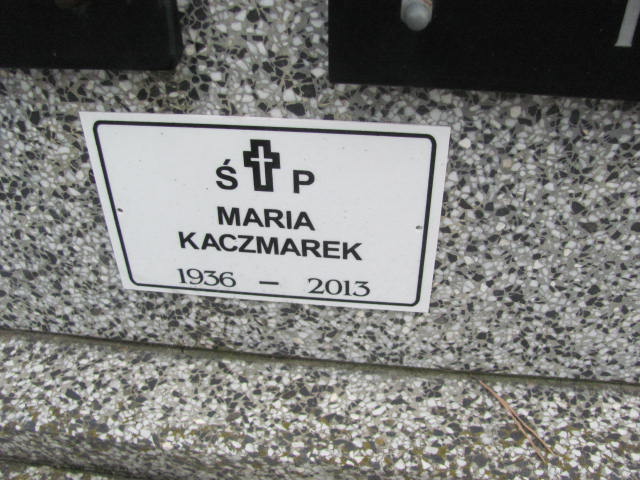 Ś P
MARIA
KACZMAREK
1936 – 2013